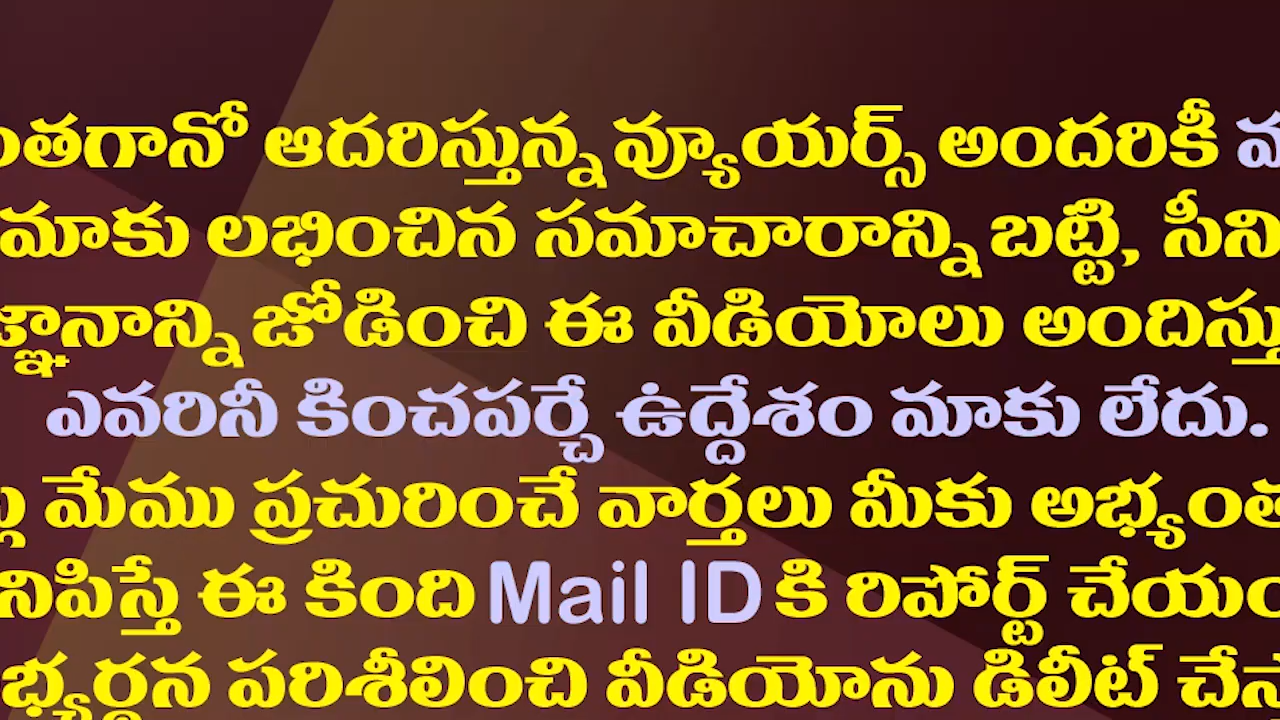 ఆదరిస్తున్న వ్యూయర్స్ అందరికీ
మాకు లభించిన సమాచారాన్ని బట్టి,
జోడించి ఈ వీడియోలు
ఎవరినీ కించపర్చే ఉద్దేశం మాకు లేదు.
మేము ప్రచురించే వార్తలు మీకు
ఈ కింది Mail ID కి రిపోర్ట్
పరిశీలించి వీడియోను డిలీట్